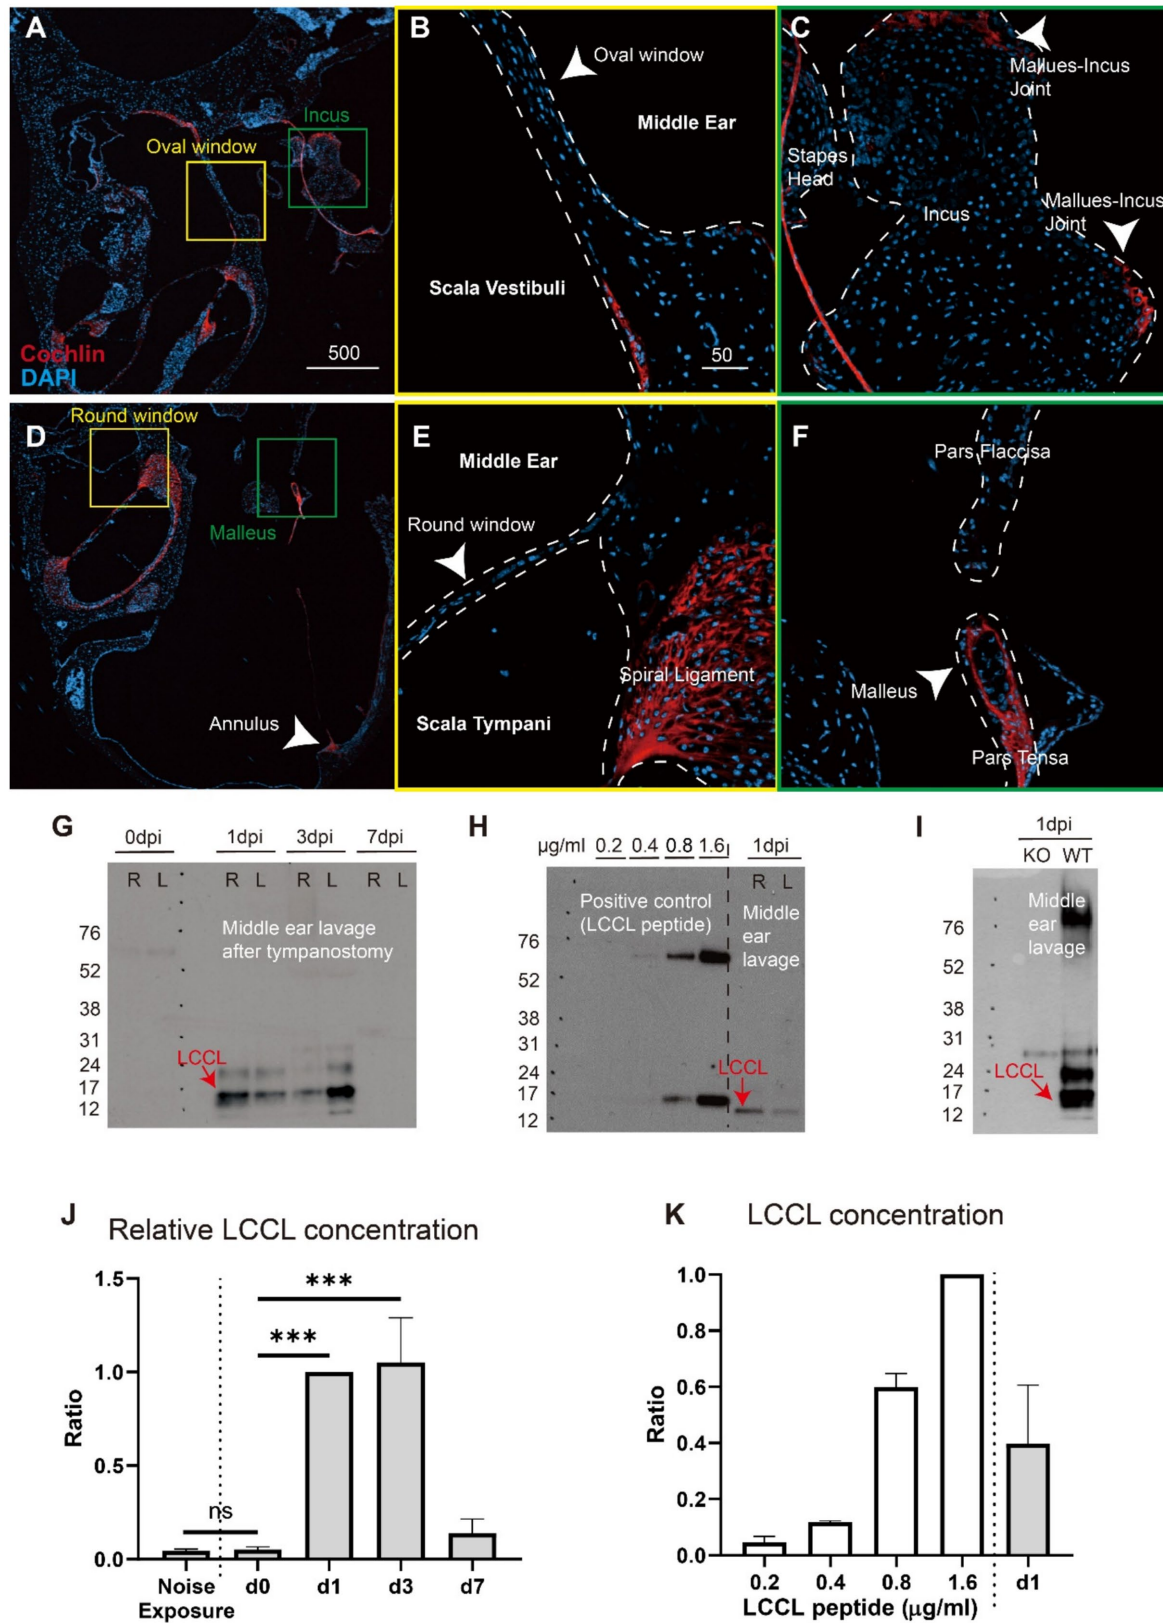 A
Oval window
Incus
Cochlin
DAPI
500
B
Oval window
Middle Ear
Scala Vestibuli
50
C
Mallues-Incus
Joint
Stapes
Head
Incus
Mallues-Incus
Joint
D
Round window
Malleus
Annulus
E
Middle Ear
Round window
Spiral Ligament
Scala Tympani
F
Pars Flaccisa
Malleus
Pars Tensa
G
0dpi 1dpi 3dpi 7dpi
R L R L R L R L
Middle ear lavage
after tympanostomy
76
52
38
31
24
17
12
LCCL
H
µg/ml 0.2 0.4 0.8 1.6 1dpi
R L
Positive control
(LCCL peptide)
Middle
ear
lavage
76
52
38
31
24
17
12
LCCL
I
1dpi
KO WT
Middle
ear
lavage
76
52
38
31
24
17
12
LCCL
J
Relative LCCL concentration
1.5
1.0
0.5
0.0
Ratio
***
***
ns
Noise
Exposure
d0 d1 d3 d7
K
LCCL concentration
1.0
0.8
0.6
0.4
0.2
0.0
Ratio
0.2 0.4 0.8 1.6 d1
LCCL peptide (µg/ml)